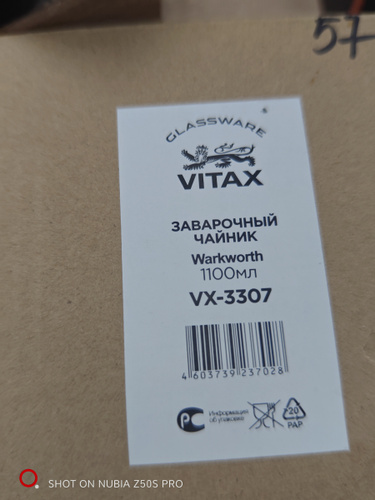 57
GLASSWARE
VITAX
ЗАВАРОЧНЫЙ
ЧАЙНИК
Warkworth
1100мл
VX-3307
4 603739 237028
РС
Информация
об упаковке
20
PAP
SHOT ON NUBIA Z50S PRO